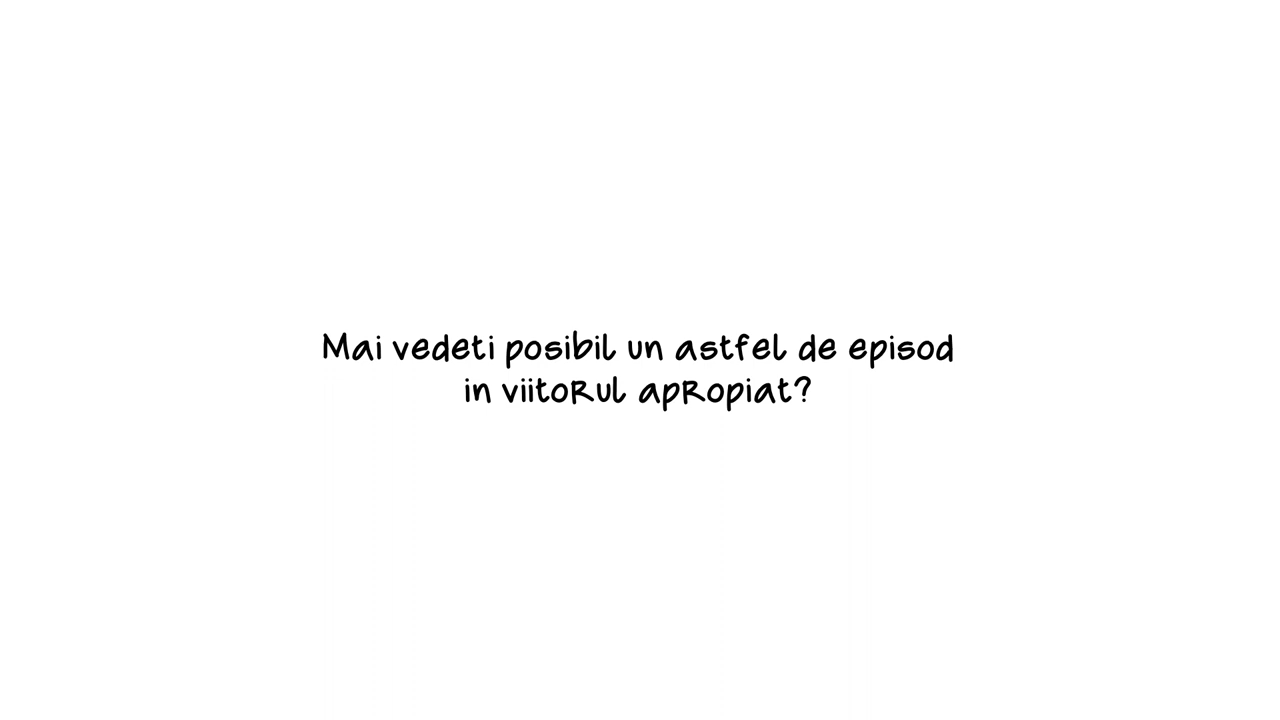 Mai vedeti posibil un astfel de episod
in viitorul apropiat?